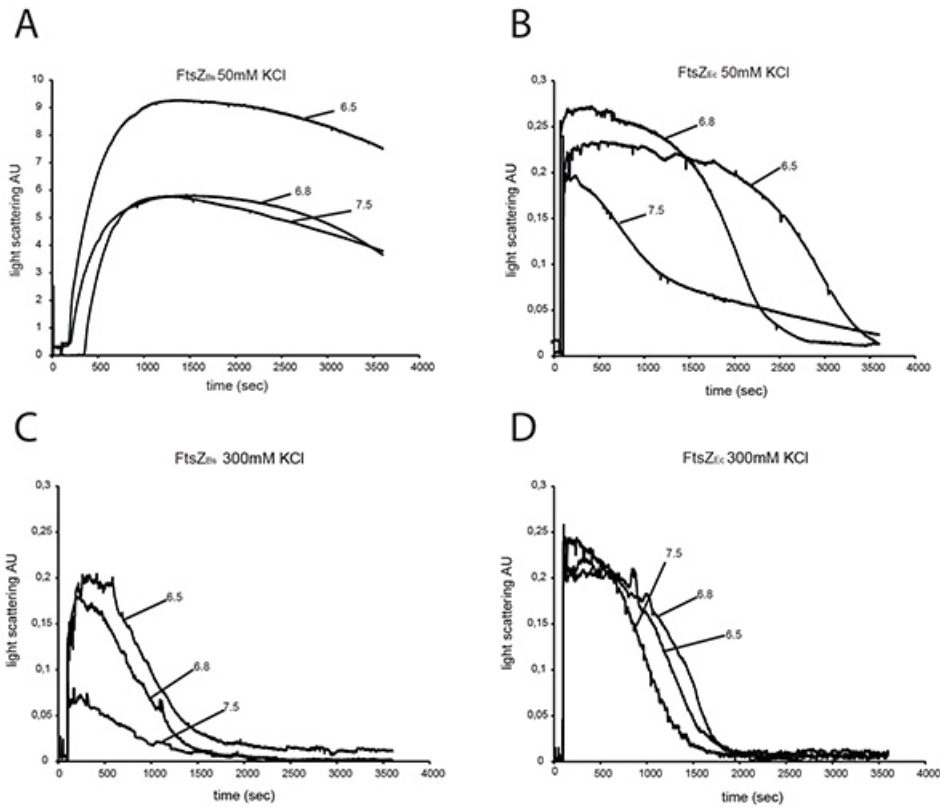 A
FtsZBs 50mM KCl
light scattering AU
10
9
8
7
6
5
4
3
2
1
0
6.5
6.8
7.5
0 500 1000 1500 2000 2500 3000 3500 4000
time (sec)
B
FtsZEc 50mM KCl
light scattering AU
0,3
0,25
0,2
0,15
0,1
0,05
0
6.8
6.5
7.5
0 500 1000 1500 2000 2500 3000 3500 4000
time (sec)
C
FtsZBs 300mM KCl
light scattering AU
0,3
0,25
0,2
0,15
0,1
0,05
0
6.5
6.8
7.5
0 500 1000 1500 2000 2500 3000 3500 4000
time (sec)
D
FtsZEc 300mM KCl
light scattering AU
0,3
0,25
0,2
0,15
0,1
0,05
0
7.5
6.8
6.5
0 500 1000 1500 2000 2500 3000 3500 4000
time (sec)